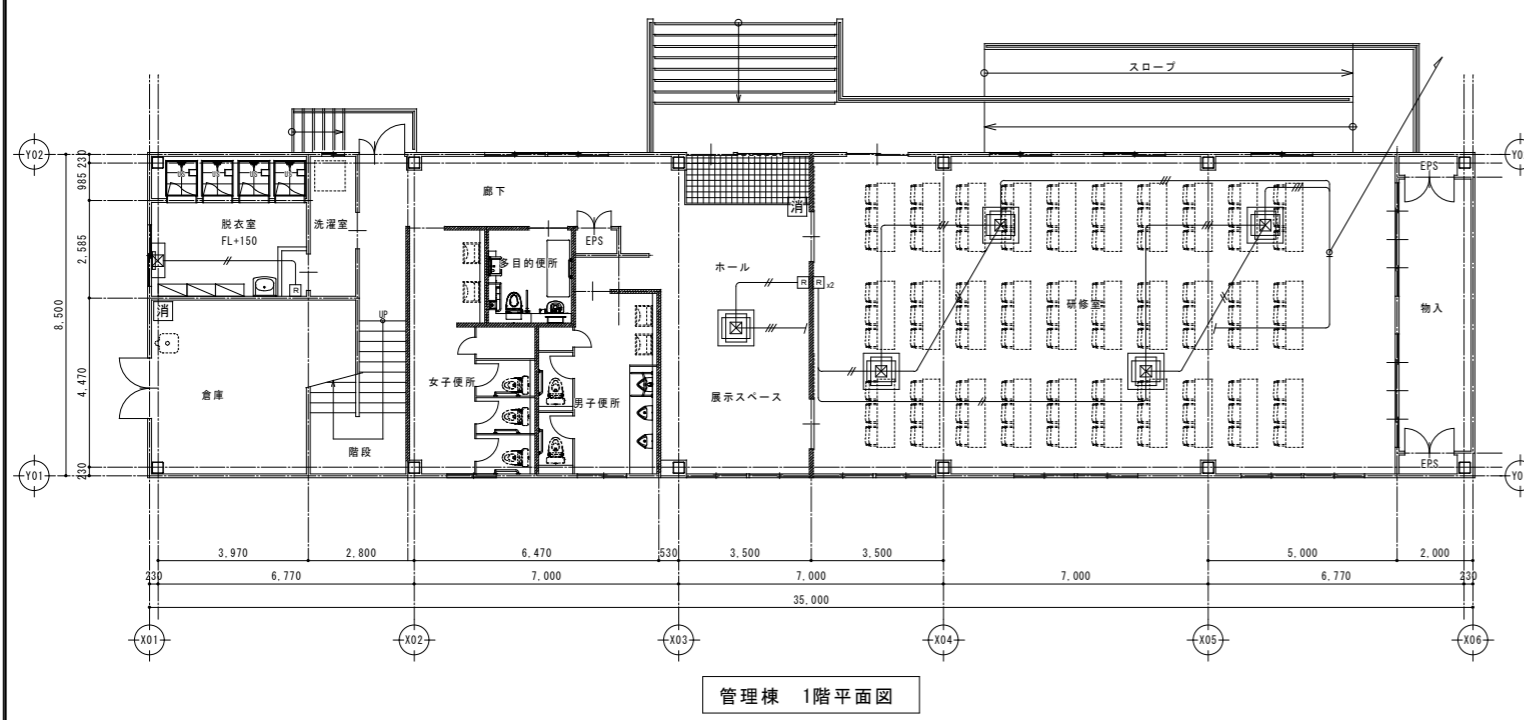 スロープ
Y02
230
985
2,585
8,500
4,470
230
Y01
US
US
US
US
脱衣室
FL+150
洗濯室
廊下
EPS
多目的便所
消
ホール
R
R
x2
研修室
EPS
物入
R
消
UP
倉庫
女子便所
男子便所
展示スペース
階段
EPS
3,970
2,800
6,470
530
3,500
3,500
5,000
2,000
230
6,770
7,000
7,000
7,000
6,770
230
35,000
X01
X02
X03
X04
X05
X06
管理棟 1階平面図